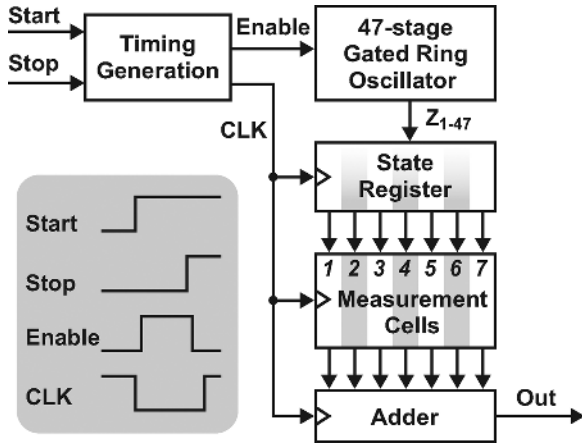 Start
Stop
Timing
Generation
Enable
CLK
47-stage
Gated Ring
Oscillator
Z1-47
State
Register
1 2 3 4 5 6 7
Measurement
Cells
Adder
Out
Start
Stop
Enable
CLK